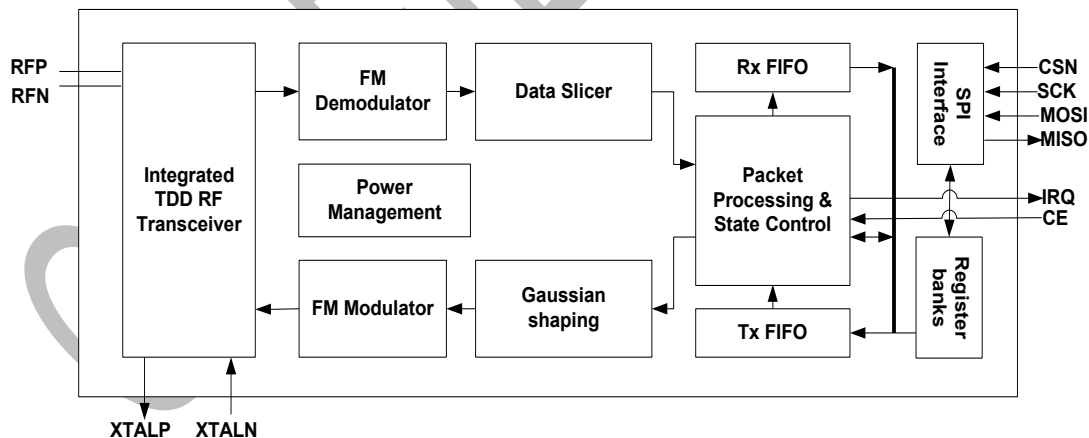 RFP
RFN
Integrated
TDD RF
Transceiver
FM
Demodulator
Data Slicer
Power
Management
FM Modulator
Gaussian
shaping
Rx FIFO
Packet
Processing &
State Control
Tx FIFO
SPI
Interface
Register
banks
CSN
SCK
MOSI
MISO
IRQ
CE
XTALP
XTALN